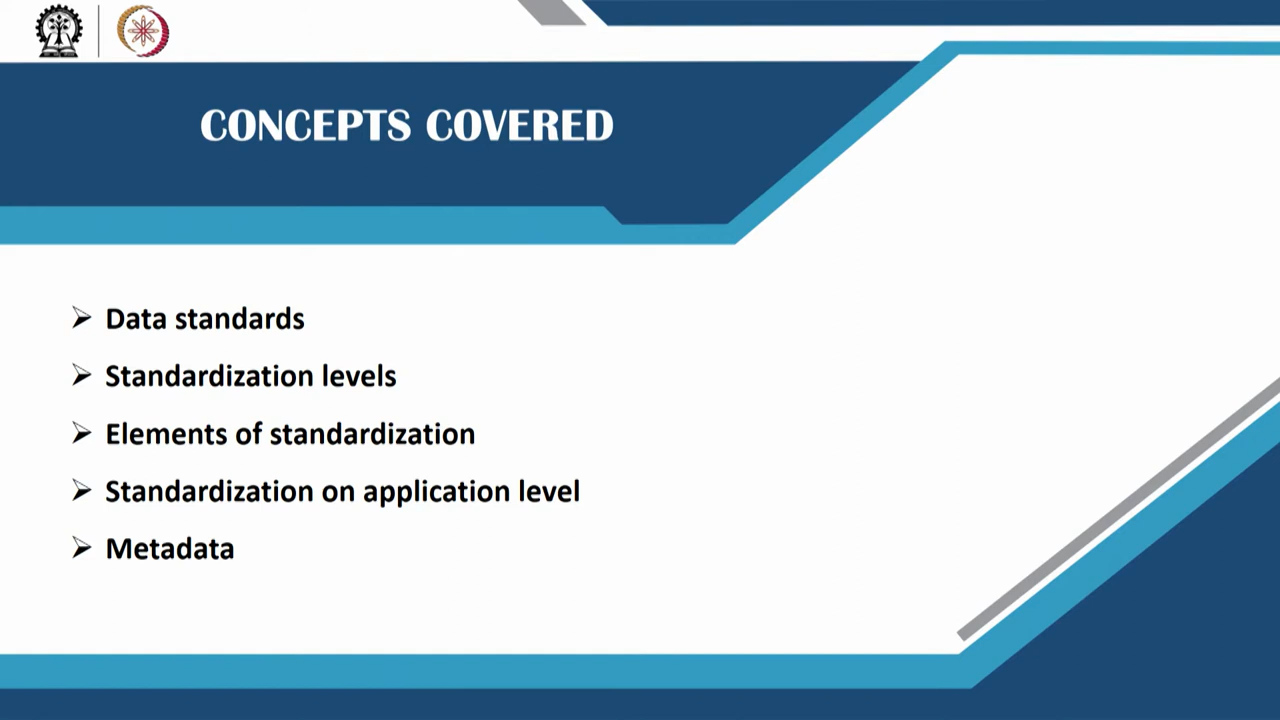 CONCEPTS COVERED
➢ Data standards
➢ Standardization levels
➢ Elements of standardization
➢ Standardization on application level
➢ Metadata